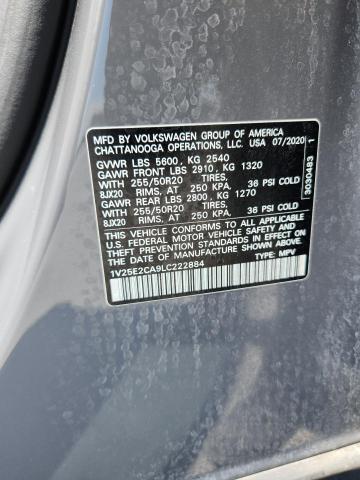 MFD BY VOLKSWAGEN GROUP OF AMERICA
CHATTANOOGA OPERATIONS, LLC. USA 07/2020
GVWR LBS 5600, KG 2540
GAWR FRONT LBS 2910, KG 1320
WITH 255/50R20 TIRES,
8JX20 RIMS, AT 250 KPA, 36 PSI COLD
GAWR REAR LBS 2800, KG 1270
WITH 255/50R20 TIRES,
8JX20 RIMS, AT 250 KPA, 36 PSI COLD
THIS VEHICLE CONFORMS TO ALL APPLICABLE
U.S. FEDERAL MOTOR VEHICLE SAFETY STANDARDS
IN EFFECT ON THE DATE OF MANUFACTURE SHOWN
ABOVE.
1V25E2CA9LC222884 TYPE: MPV
3030483 1